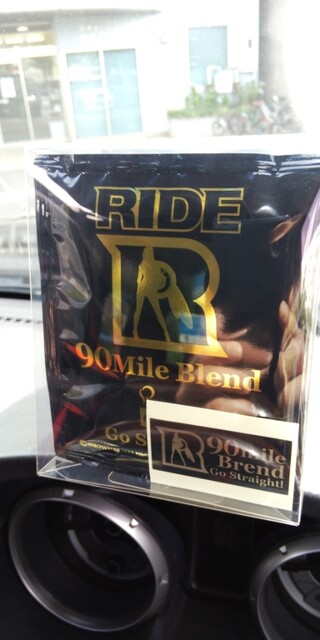 RIDE
R
90Mile Blend
Go S
R
90mile
Brend
Go Straight!